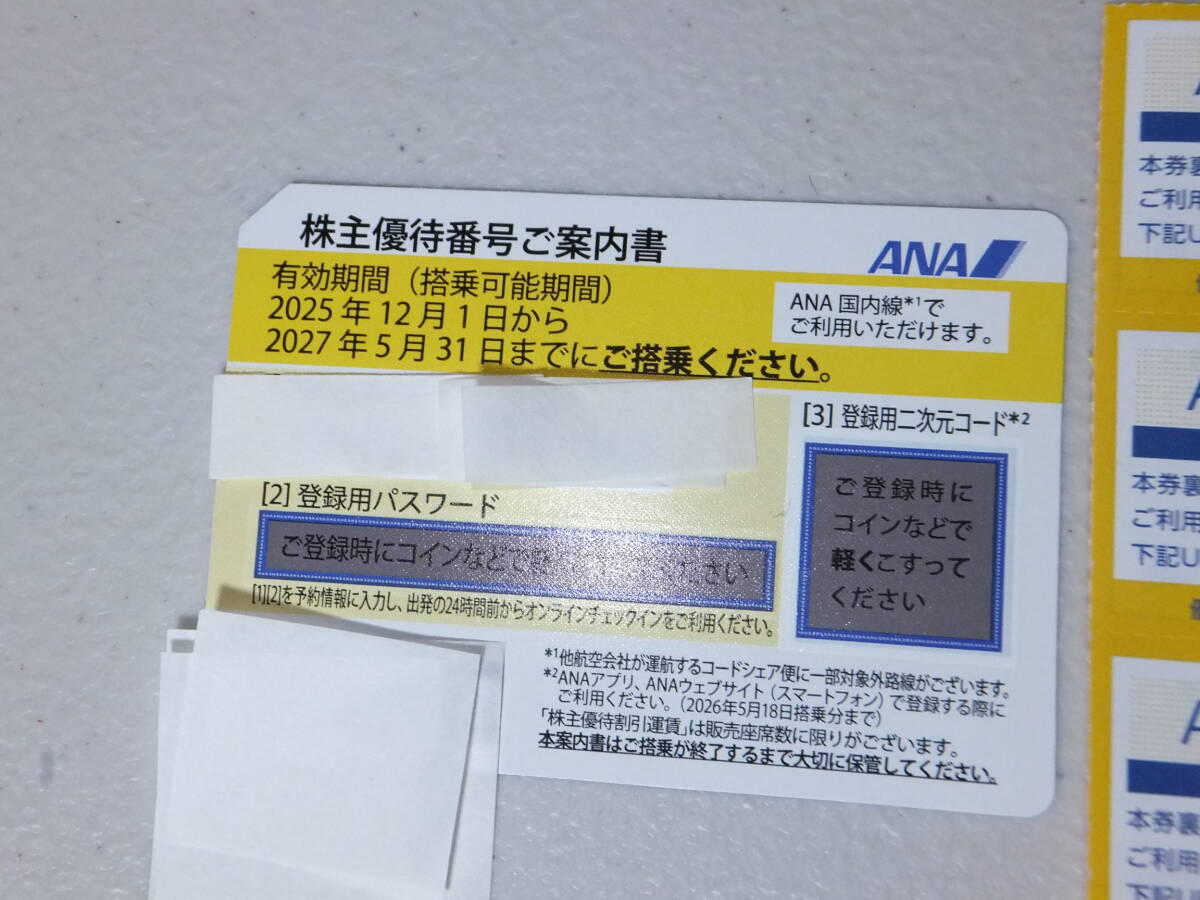 株主優待番号ご案内書
ANA
有効期間（搭乗可能期間）
2025年12月1日から
2027年5月31日までにご搭乗ください。
ANA国内線*1で
ご利用いただけます。
[2] 登録用パスワード
ご登録時にコインなどで軽 ください
[1][2]を予約情報に入力し、出発の24時間前からオンラインチェックインをご利用ください。
[3] 登録用二次元コード*2
ご登録時に
コインなどで
軽くこすって
ください
*1他航空会社が運航するコードシェア便に一部対象外路線がございます。
*2ANAアプリ、ANAウェブサイト（スマートフォン）で登録する際に
ご利用ください。（2026年5月18日搭乗分まで）
「株主優待割引運賃」は販売座席数に限りがございます。
本案内書はご搭乗が終了するまで大切に保管してください。
本券裏
ご利用
下記U
A
本券裏
ご利用
下記U
A
本券裏
ご利用
下記U